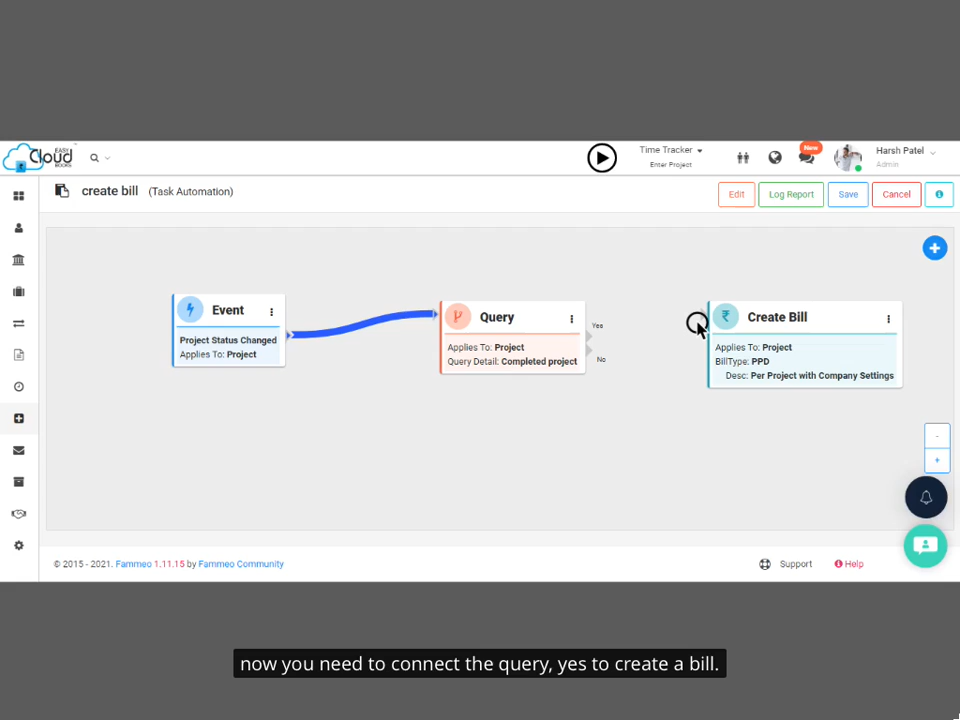 EASY
Cloud
BOOKS
Time Tracker
Enter Project
New
Harsh Patel
Admin
create bill (Task Automation)
Edit
Log Report
Save
Cancel
Event
Project Status Changed
Applies To: Project
Query
Applies To: Project
Query Detail: Completed project
Yes
No
Create Bill
Applies To: Project
BillType: PPD
Desc: Per Project with Company Settings
-
+
© 2015 - 2021. Fammeo 1.11.15 by Fammeo Community
Support
Help
now you need to connect the query, yes to create a bill.